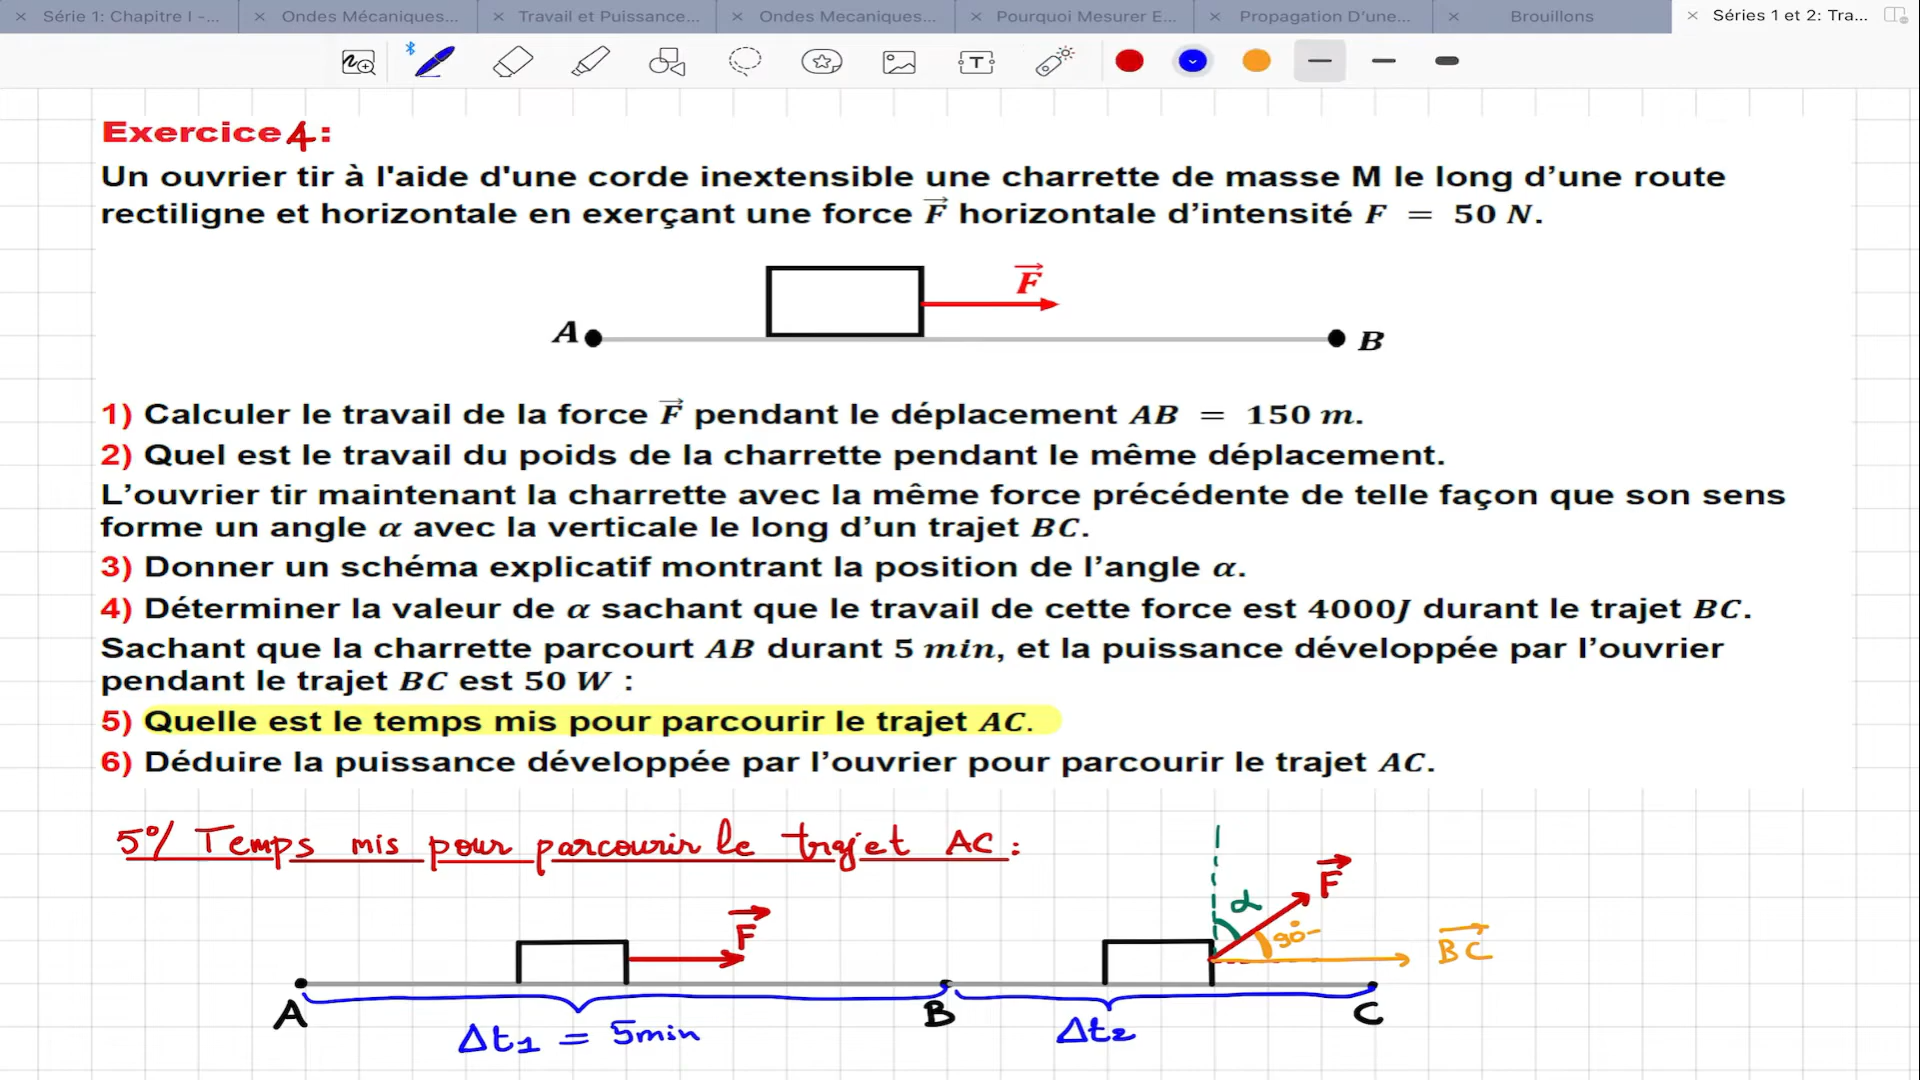 Série 1: Chapitre I -...
Ondes Mécaniques...
Travail et Puissance...
Ondes Mecaniques...
Pourquoi Mesurer E...
Propagation D'une...
Brouillons
Séries 1 et 2: Tra...
Exercice 4:
Un ouvrier tir à l'aide d'une corde inextensible une charrette de masse M le long d'une route
rectiligne et horizontale en exerçant une force F⃗ horizontale d'intensité F = 50 N.
F⃗
A
B
1) Calculer le travail de la force F⃗ pendant le déplacement AB = 150 m.
2) Quel est le travail du poids de la charrette pendant le même déplacement.
L'ouvrier tir maintenant la charrette avec la même force précédente de telle façon que son sens
forme un angle α avec la verticale le long d'un trajet BC.
3) Donner un schéma explicatif montrant la position de l'angle α.
4) Déterminer la valeur de α sachant que le travail de cette force est 4000J durant le trajet BC.
Sachant que la charrette parcourt AB durant 5 min, et la puissance développée par l'ouvrier
pendant le trajet BC est 50 W :
5) Quelle est le temps mis pour parcourir le trajet AC.
6) Déduire la puissance développée par l'ouvrier pour parcourir le trajet AC.
5°/ Temps mis pour parcourir le trajet AC :
F⃗
F⃗
α
90-
BC⃗
A
B
C
Δt1 = 5min
Δt2